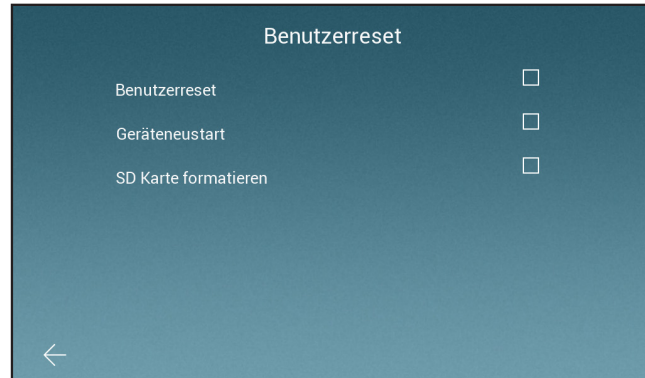 Benutzerreset
Benutzerreset
Geräteneustart
SD Karte formatieren